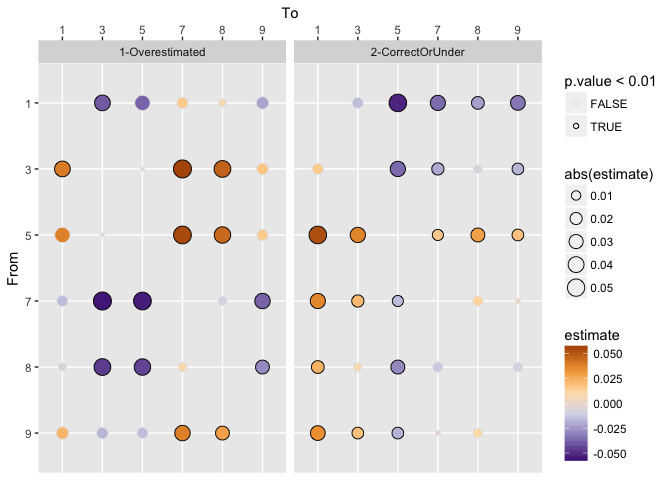 To
1 3 5 7 8 9 1 3 5 7 8 9
1-Overestimated 2-CorrectOrUnder
From
1
3
5
7
8
9
p.value < 0.01
FALSE
TRUE
abs(estimate)
0.01
0.02
0.03
0.04
0.05
estimate
0.050
0.025
0.000
-0.025
-0.050